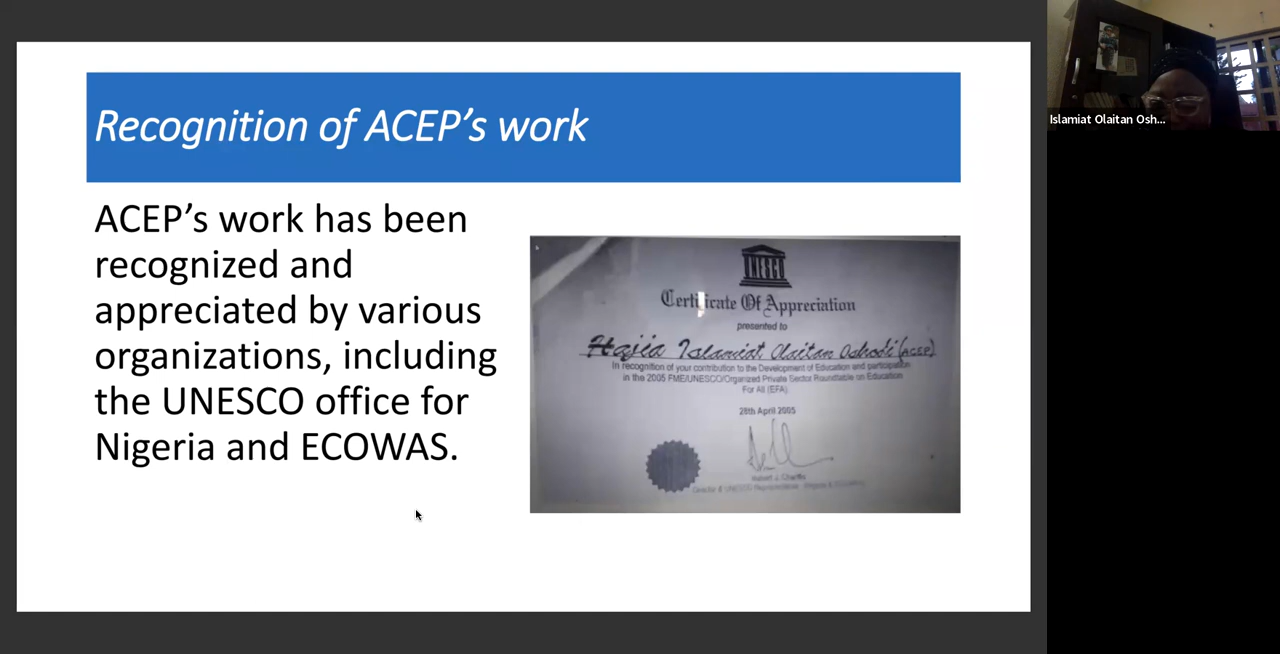 Recognition of ACEP's work
ACEP's work has been
recognized and
appreciated by various
organizations, including
the UNESCO office for
Nigeria and ECOWAS.
UNESCO
Certificate Of Appreciation
presented to
Hajia Islamiat Olaitan Oshodi (ACEP)
In recognition of your contribution to the Development of Education and participation
in the 2005 FME/UNESCO/Organized Private Sector Roundtable on Education
For All (EFA)
28th April 2005
Islamiat Olaitan Osh...